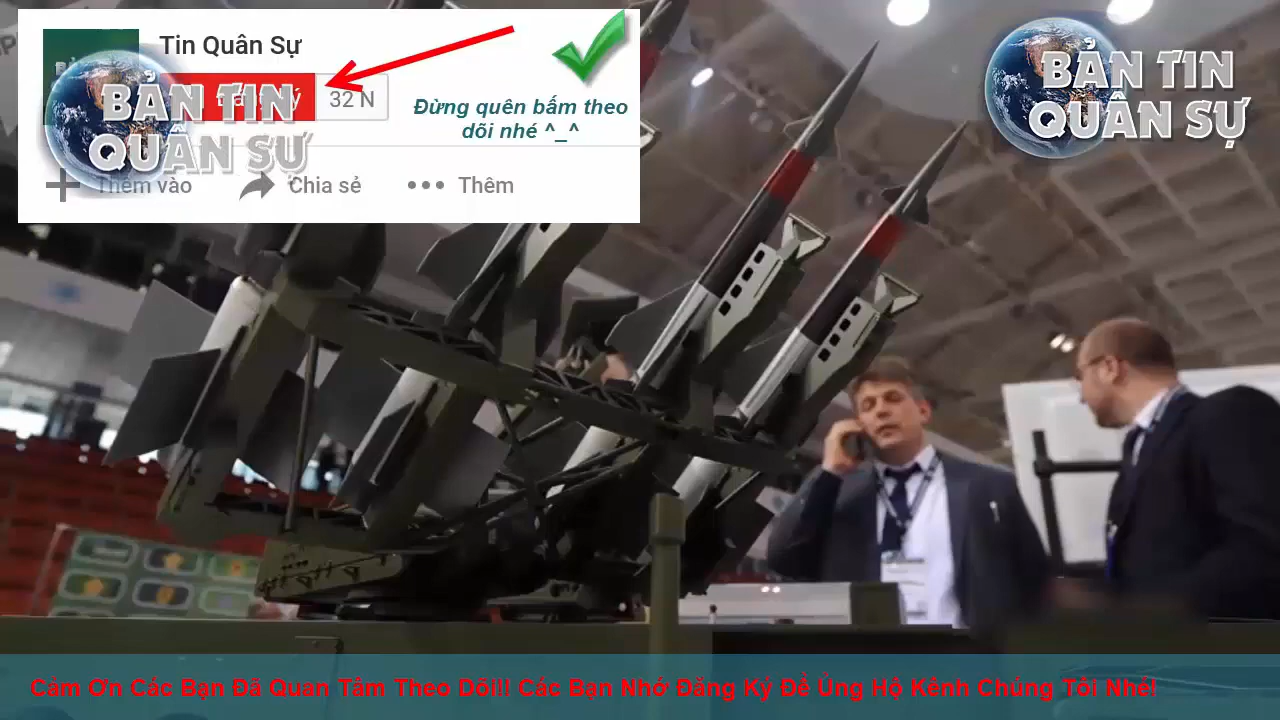 Tin Quân Sự
BẢN TIN
QUÂN SỰ
32 N
Đừng quên bấm theo
dõi nhé ^_^
Thêm vào
Chia sẻ
Thêm
BẢN TIN
QUÂN SỰ
Cảm Ơn Các Bạn Đã Quan Tâm Theo Dõi!! Các Bạn Nhớ Đăng Ký Để Ủng Hộ Kênh Chúng Tôi Nhé!